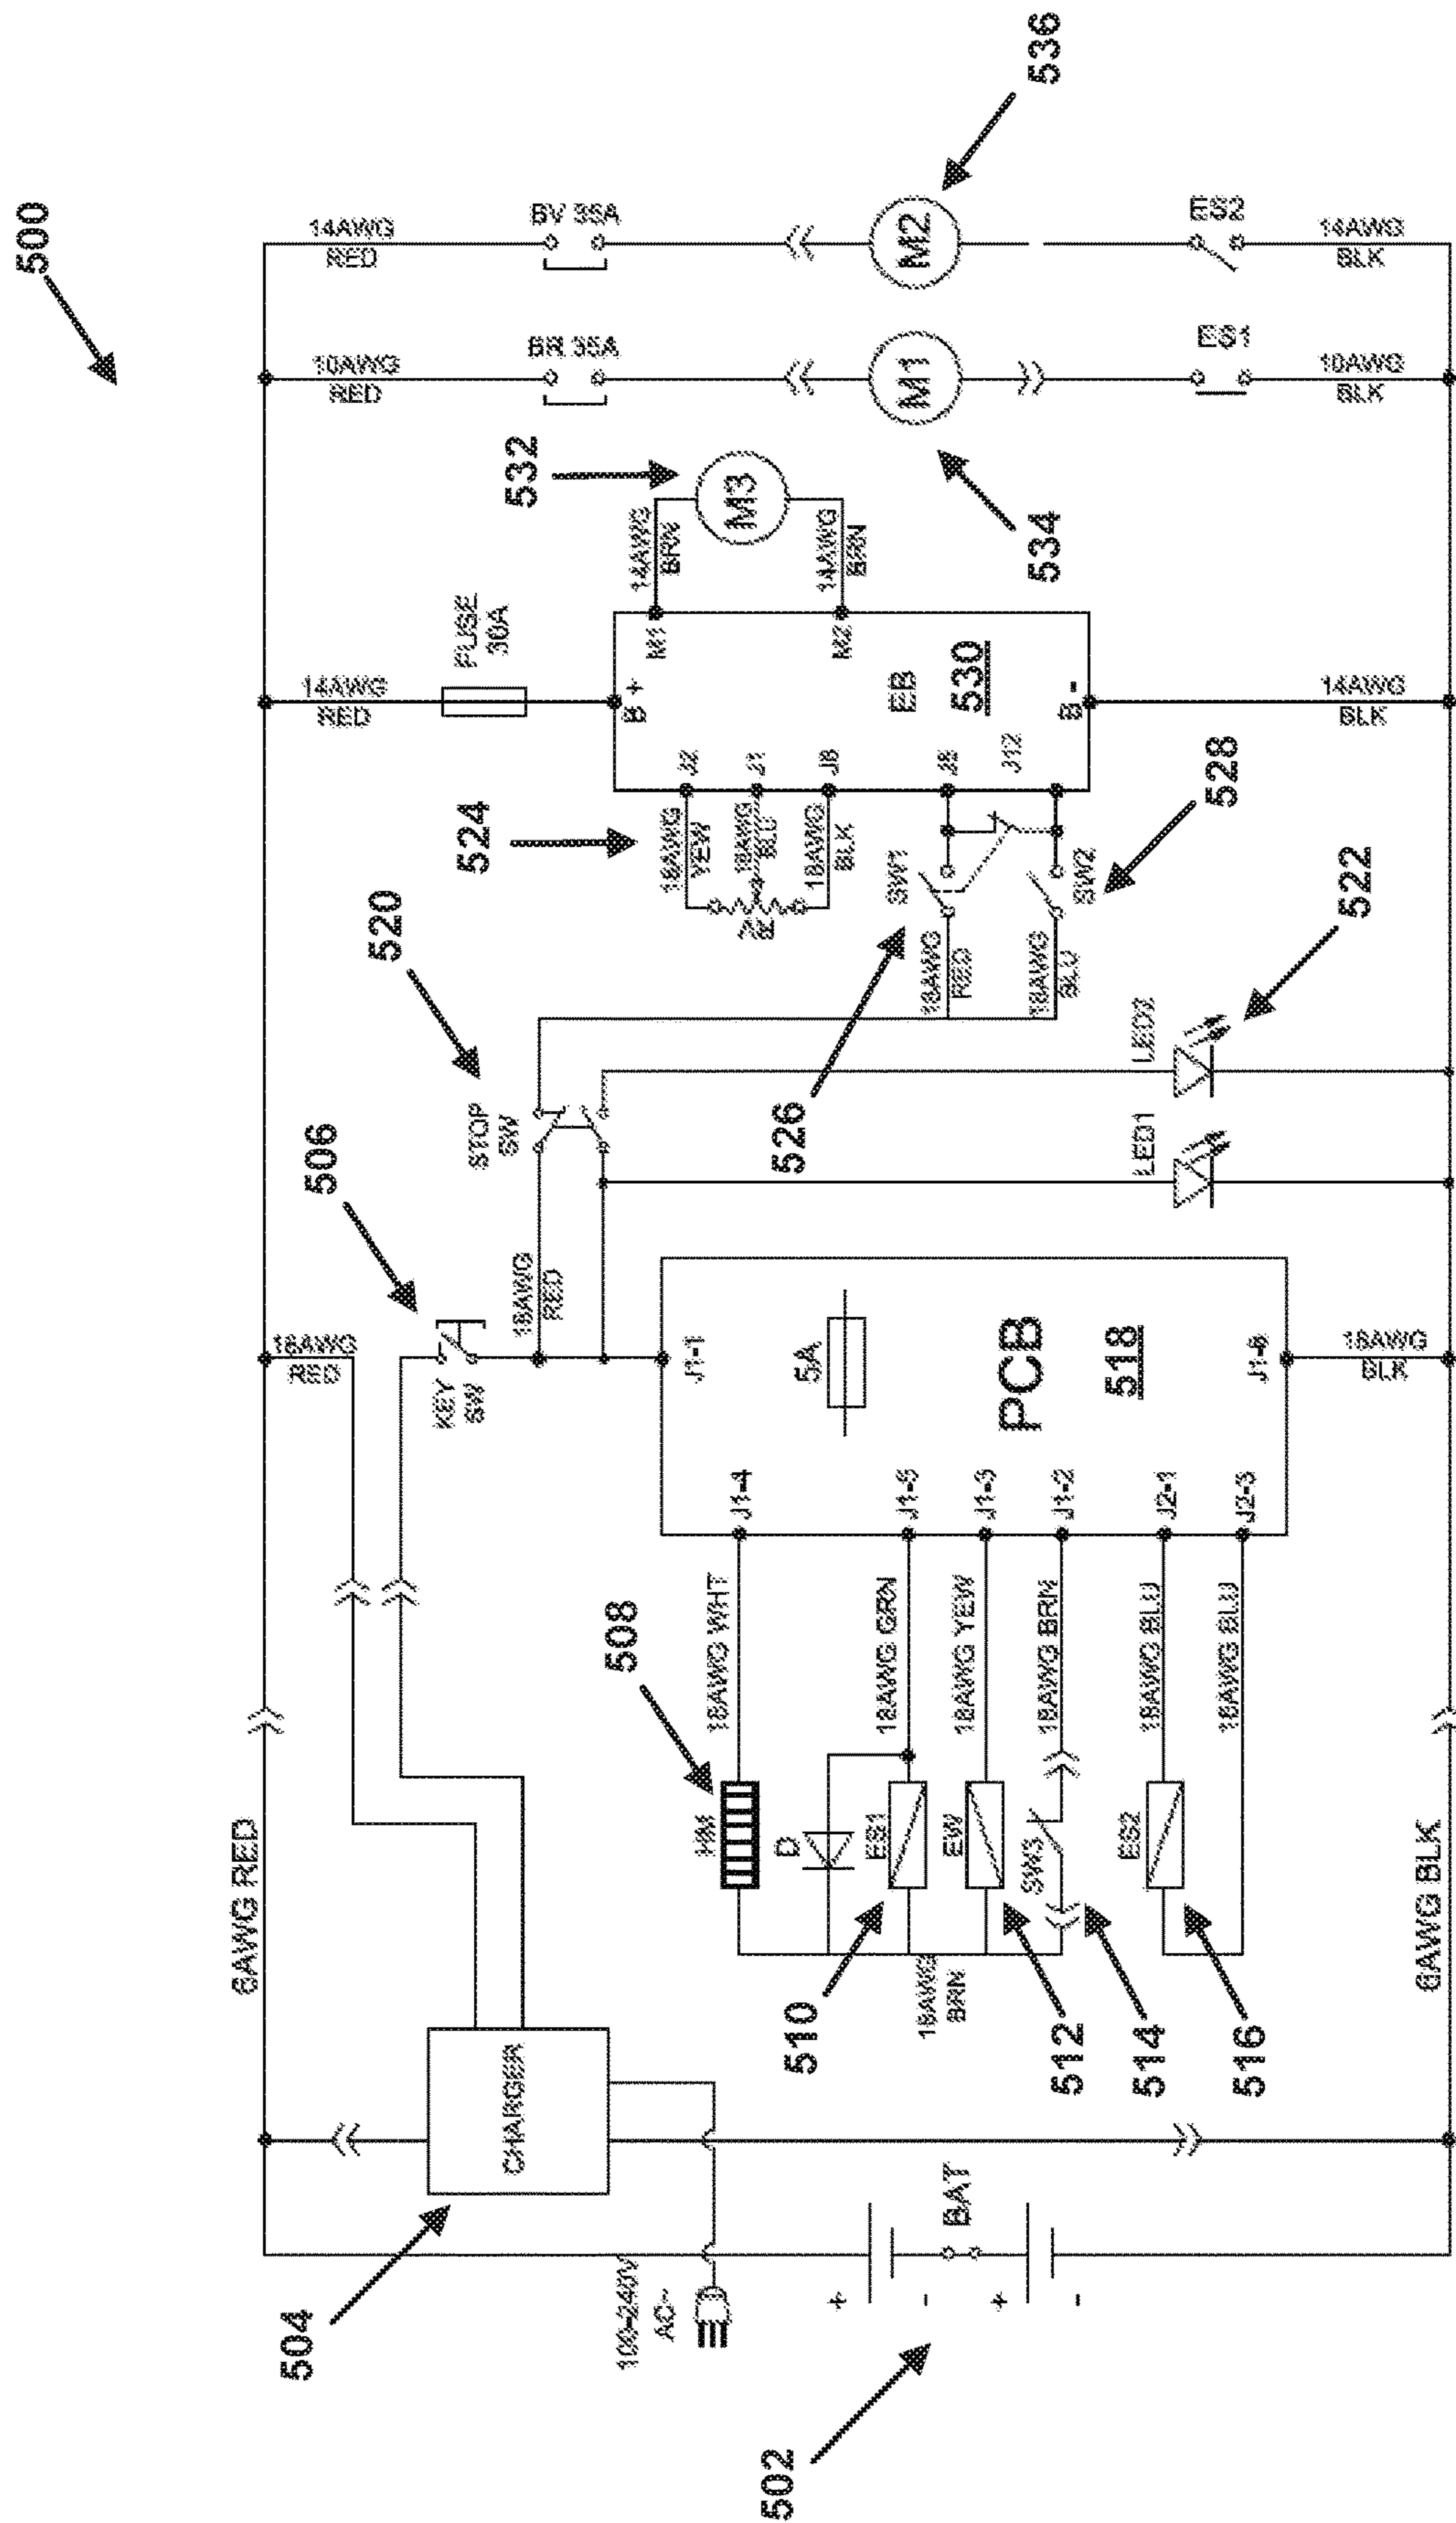 500
6AWG RED
504
CHARGER
100-240V
AC~
502
+
-
BAT
+
-
6AWG BLK
18AWG
RED
506
KEY
SW
18AWG
RED
520
STOP
SW
J1-1
5A
PCB
518
J1-6
18AWG
BLK
J1-4
J1-5
J1-3
J1-2
J2-1
J2-3
18AWG WHT
18AWG GRN
18AWG YEW
18AWG BRN
18AWG BLU
18AWG BLU
508
HM
D
ES1
EW
SW3
ES2
18AWG
BRN
510
512
514
516
LED1
LED2
522
524
18AWG
YEW
18AWG
BLU
18AWG
BLK
SW1
SW2
18AWG
RED
18AWG
BLU
526
528
14AWG
RED
FUSE
30A
B +
J2
J1
J12
M1
M2
EB
530
B -
14AWG
BLK
14AWG
BRN
14AWG
BRN
M3
532
10AWG
RED
BR 35A
M1
534
ES1
10AWG
BLK
14AWG
RED
BV 35A
M2
536
ES2
14AWG
BLK